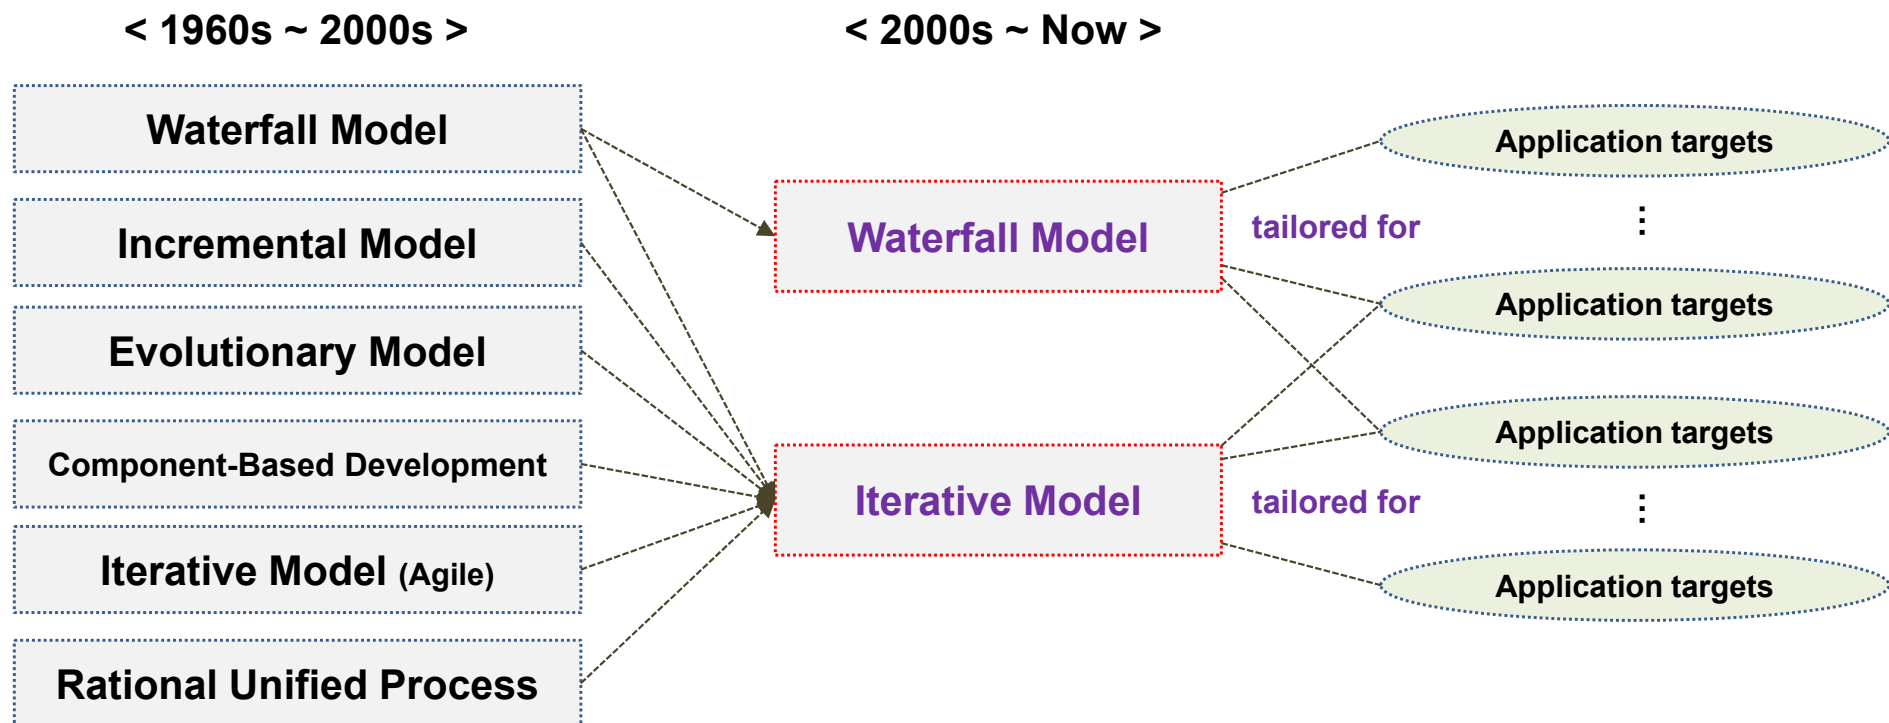 < 1960s ~ 2000s >
< 2000s ~ Now >
Waterfall Model
Incremental Model
Evolutionary Model
Component-Based Development
Iterative Model (Agile)
Rational Unified Process
Waterfall Model
Iterative Model
tailored for
tailored for
Application targets
⋮
Application targets
Application targets
⋮
Application targets